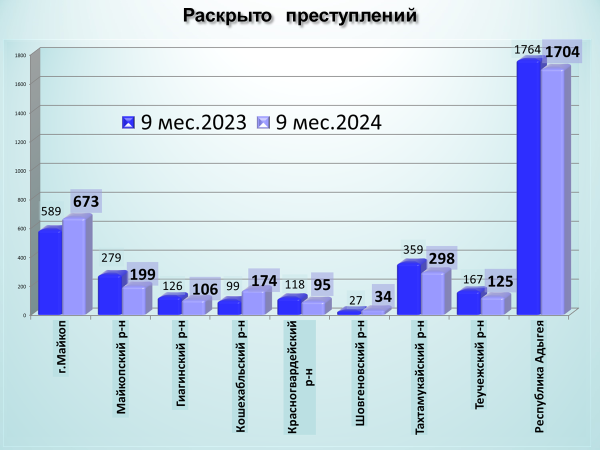 Раскрыто преступлений
1800
1600
1400
1200
1000
800
600
400
200
0
9 мес.2023
9 мес.2024
589
673
279
199
126
106
99
174
118
95
27
34
359
298
167
125
1764
1704
г.Майкоп
Майкопский р-н
Гиагинский р-н
Кошехабльский р-н
Красногвардейский
р-н
Шовгеновский р-н
Тахтамукайский р-н
Теучежский р-н
Республика Адыгея